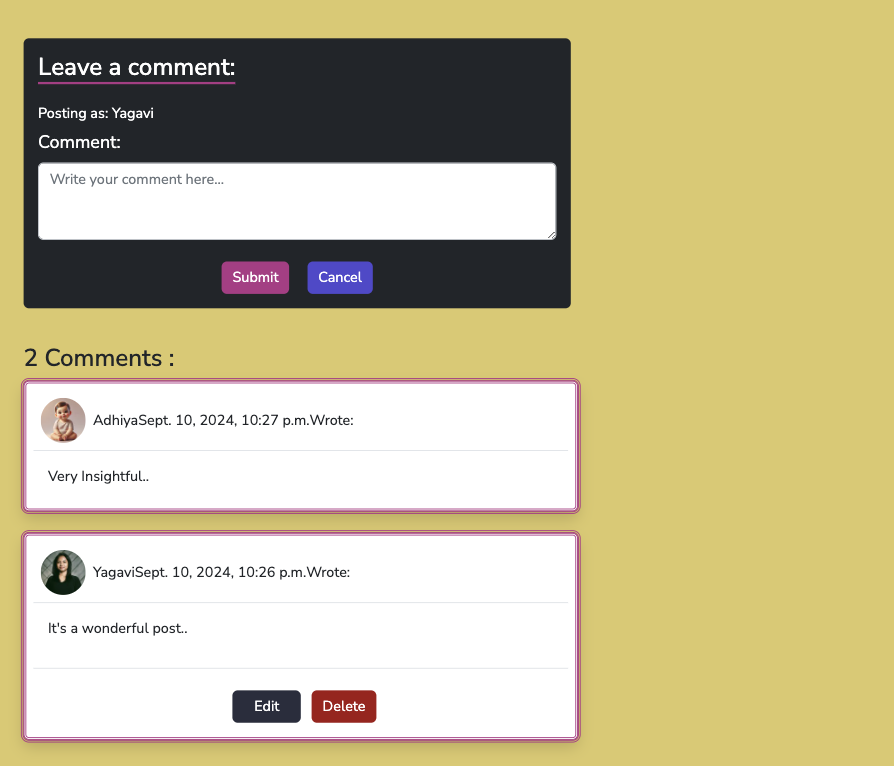 Leave a comment:
Posting as: Yagavi
Comment:
Write your comment here...
Submit Cancel
2 Comments :
AdhiyaSept. 10, 2024, 10:27 p.m.Wrote:
Very Insightful..
YagaviSept. 10, 2024, 10:26 p.m.Wrote:
It's a wonderful post..
Edit Delete